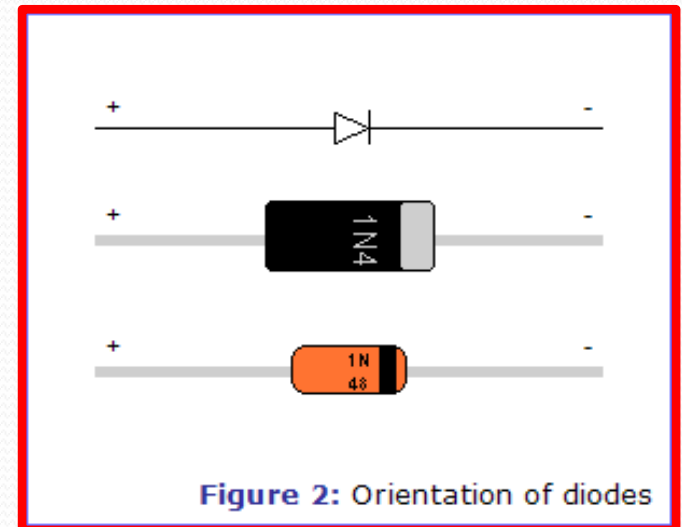 + -
+ -
1N4
+ -
1N
48
Figure 2: Orientation of diodes